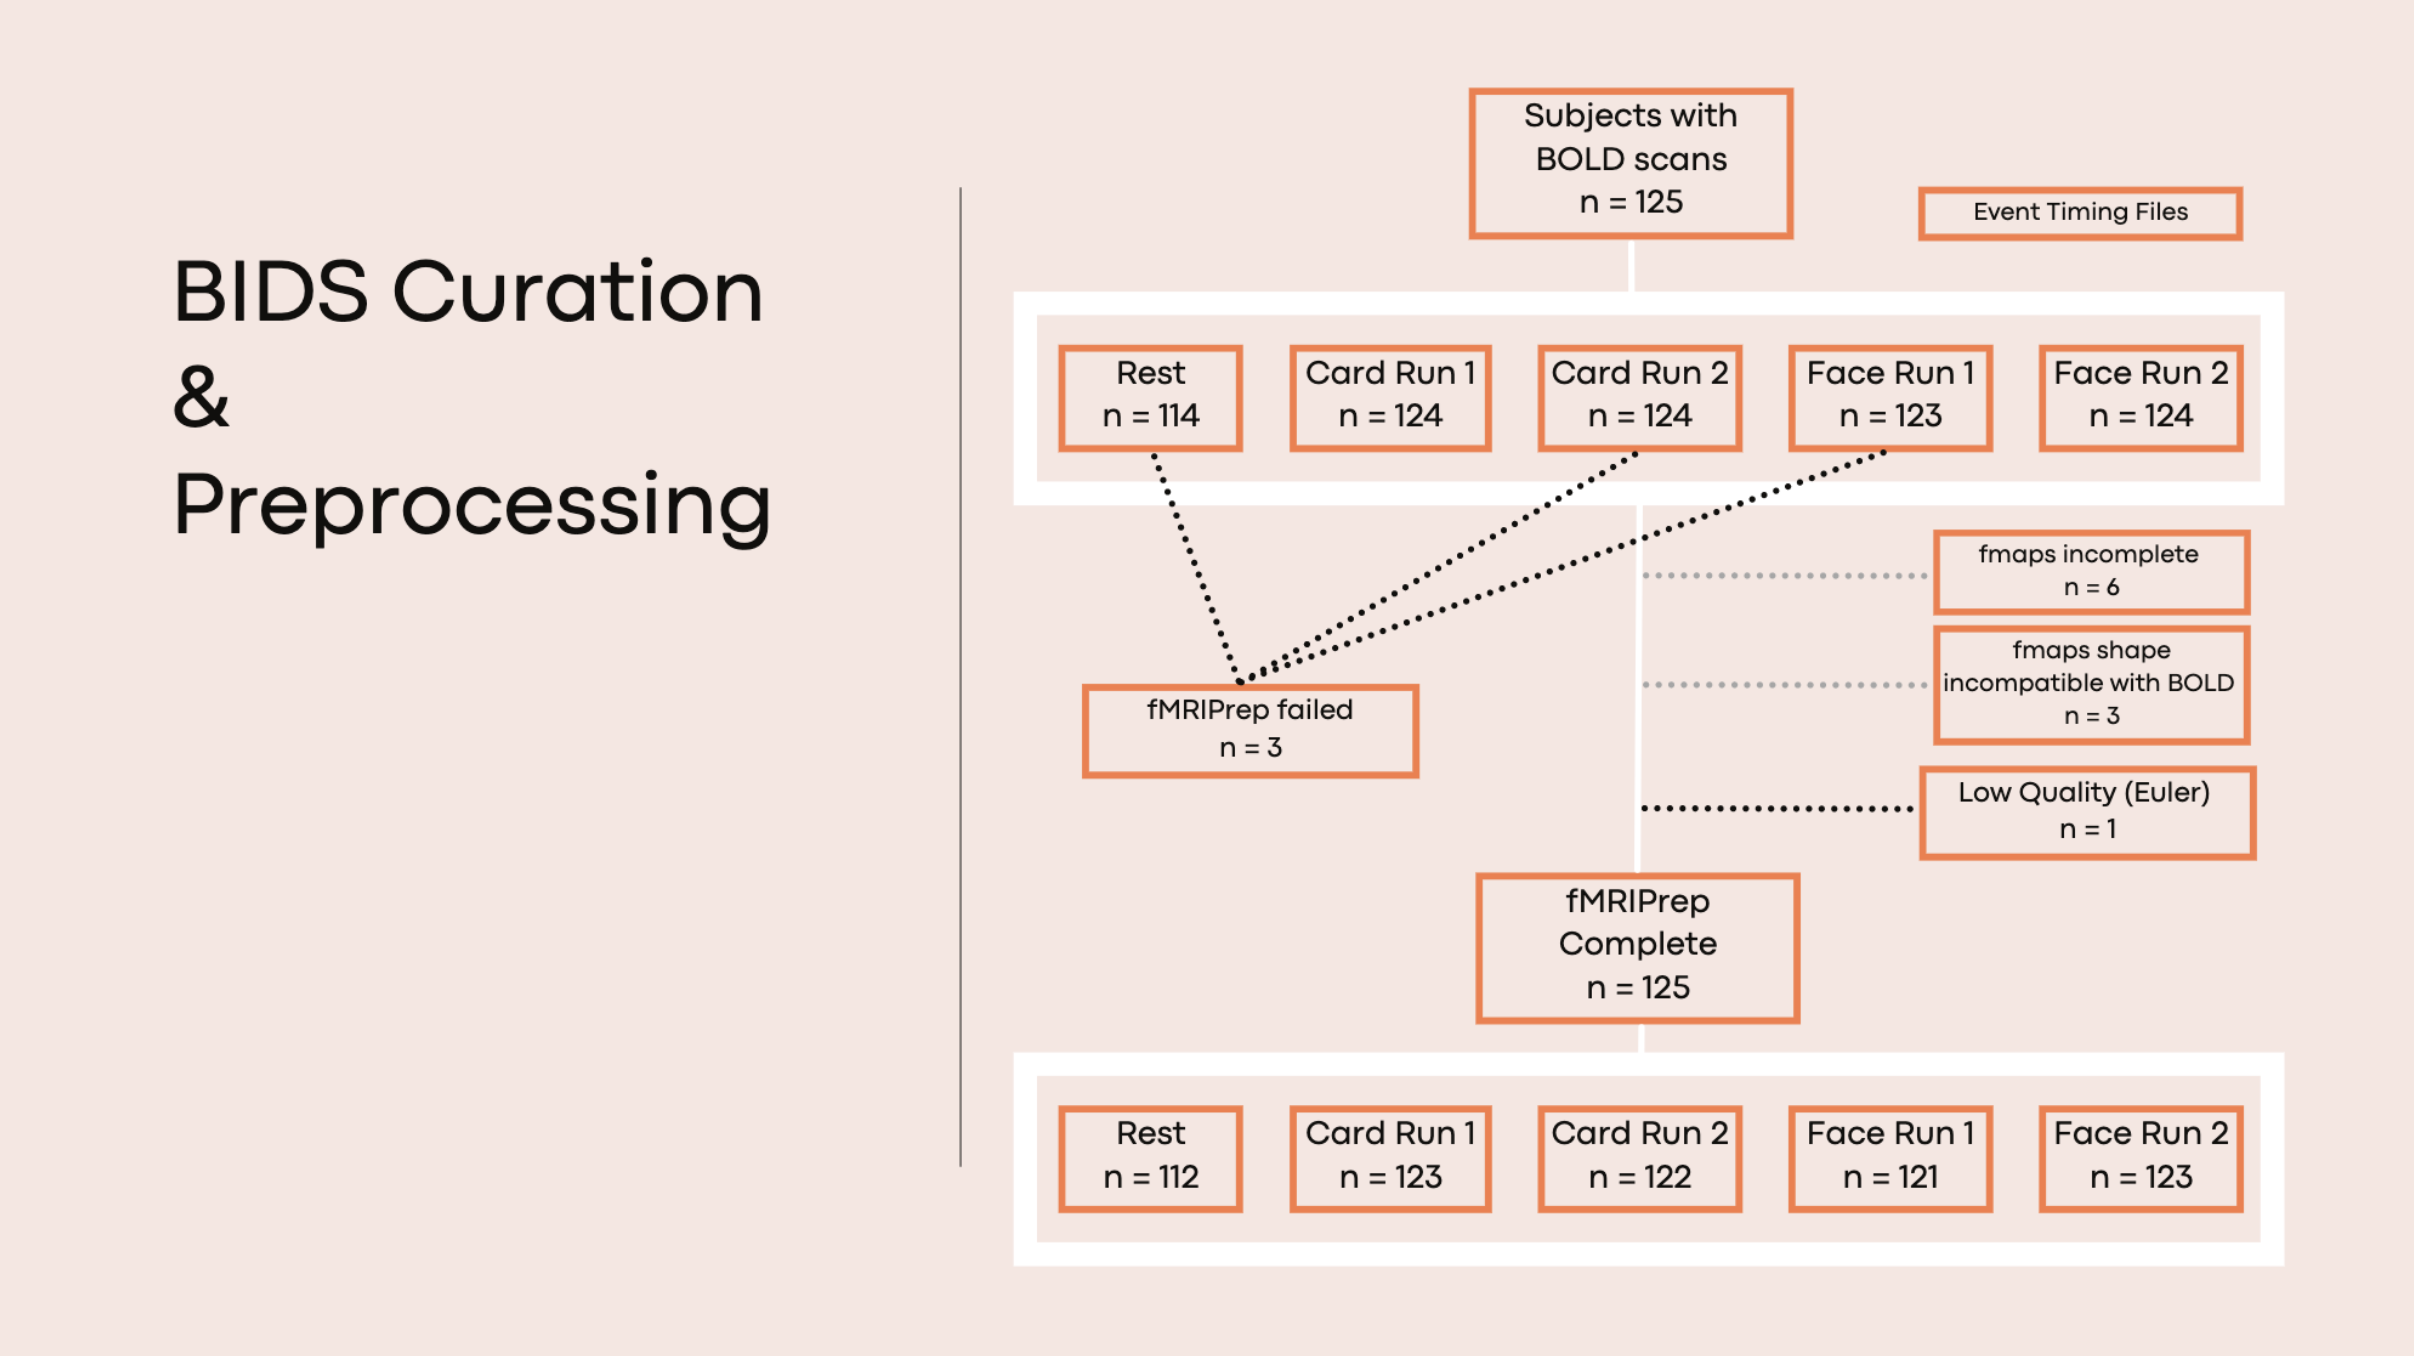 BIDS Curation
&
Preprocessing
Subjects with
BOLD scans
n = 125
Event Timing Files
Rest
n = 114
Card Run 1
n = 124
Card Run 2
n = 124
Face Run 1
n = 123
Face Run 2
n = 124
fmaps incomplete
n = 6
fmaps shape
incompatible with BOLD
n = 3
fMRIPrep failed
n = 3
Low Quality (Euler)
n = 1
fMRIPrep
Complete
n = 125
Rest
n = 112
Card Run 1
n = 123
Card Run 2
n = 122
Face Run 1
n = 121
Face Run 2
n = 123